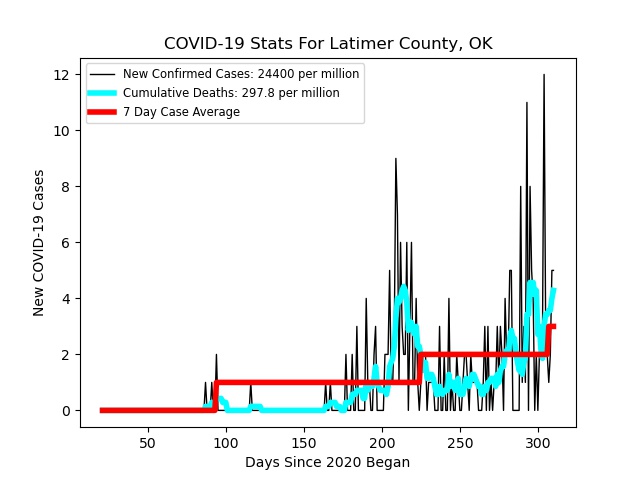 COVID-19 Stats For Latimer County, OK
New Confirmed Cases: 24400 per million
Cumulative Deaths: 297.8 per million
7 Day Case Average
New COVID-19 Cases
12
10
8
6
4
2
0
50 100 150 200 250 300
Days Since 2020 Began